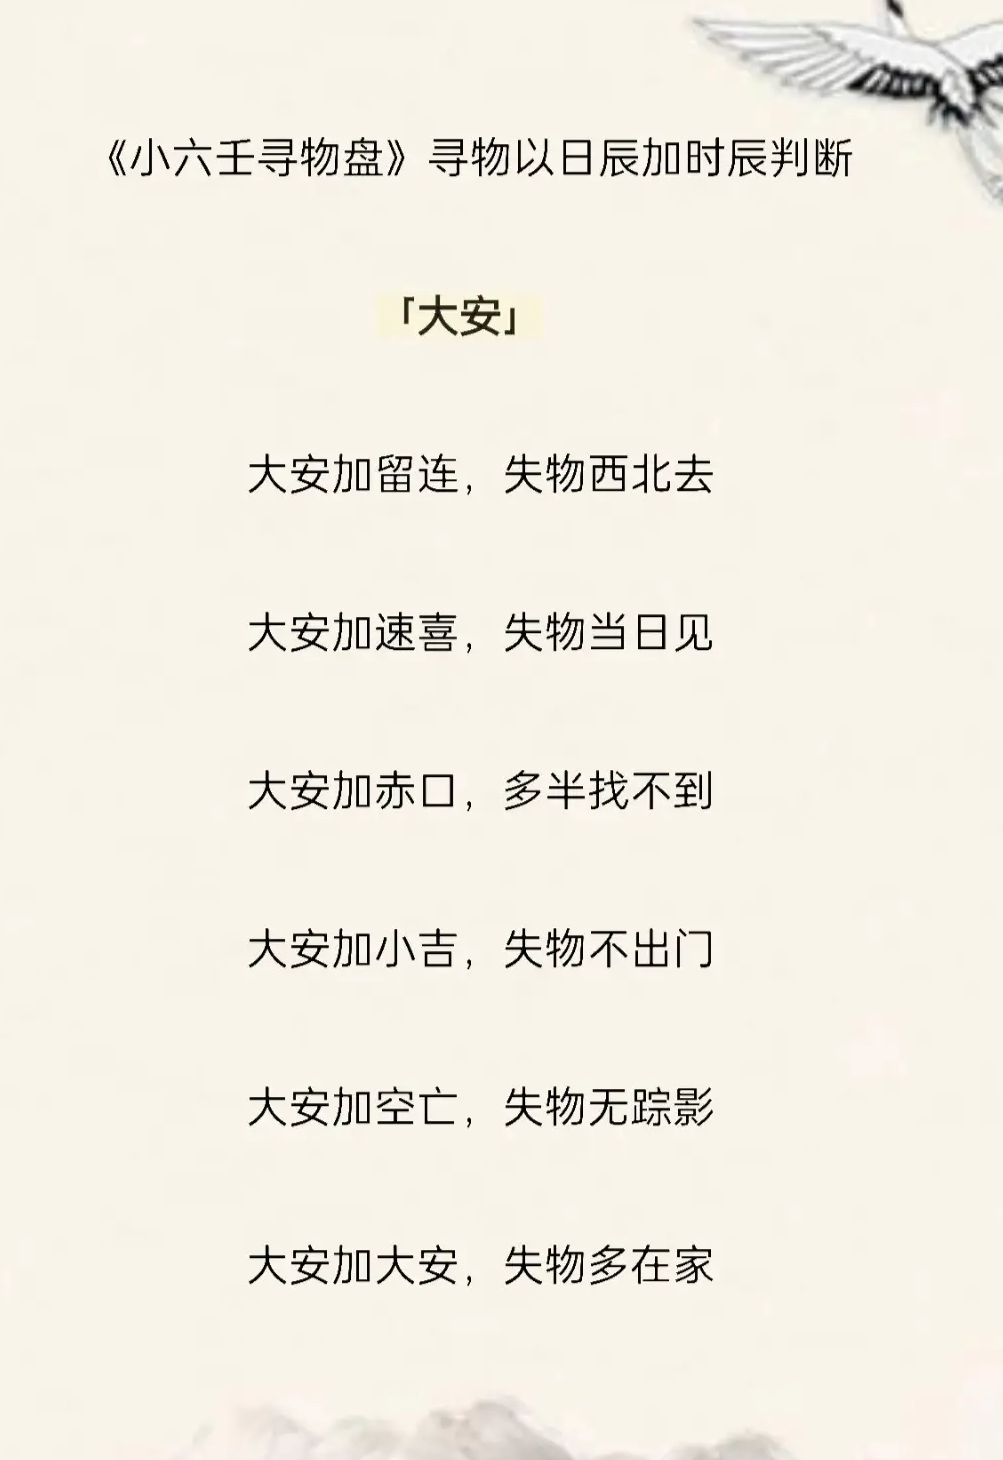 《小六壬寻物盘》寻物以日辰加时辰判断
「大安」
大安加留连，失物西北去
大安加速喜，失物当日见
大安加赤口，多半找不到
大安加小吉，失物不出门
大安加空亡，失物无踪影
大安加大安，失物多在家